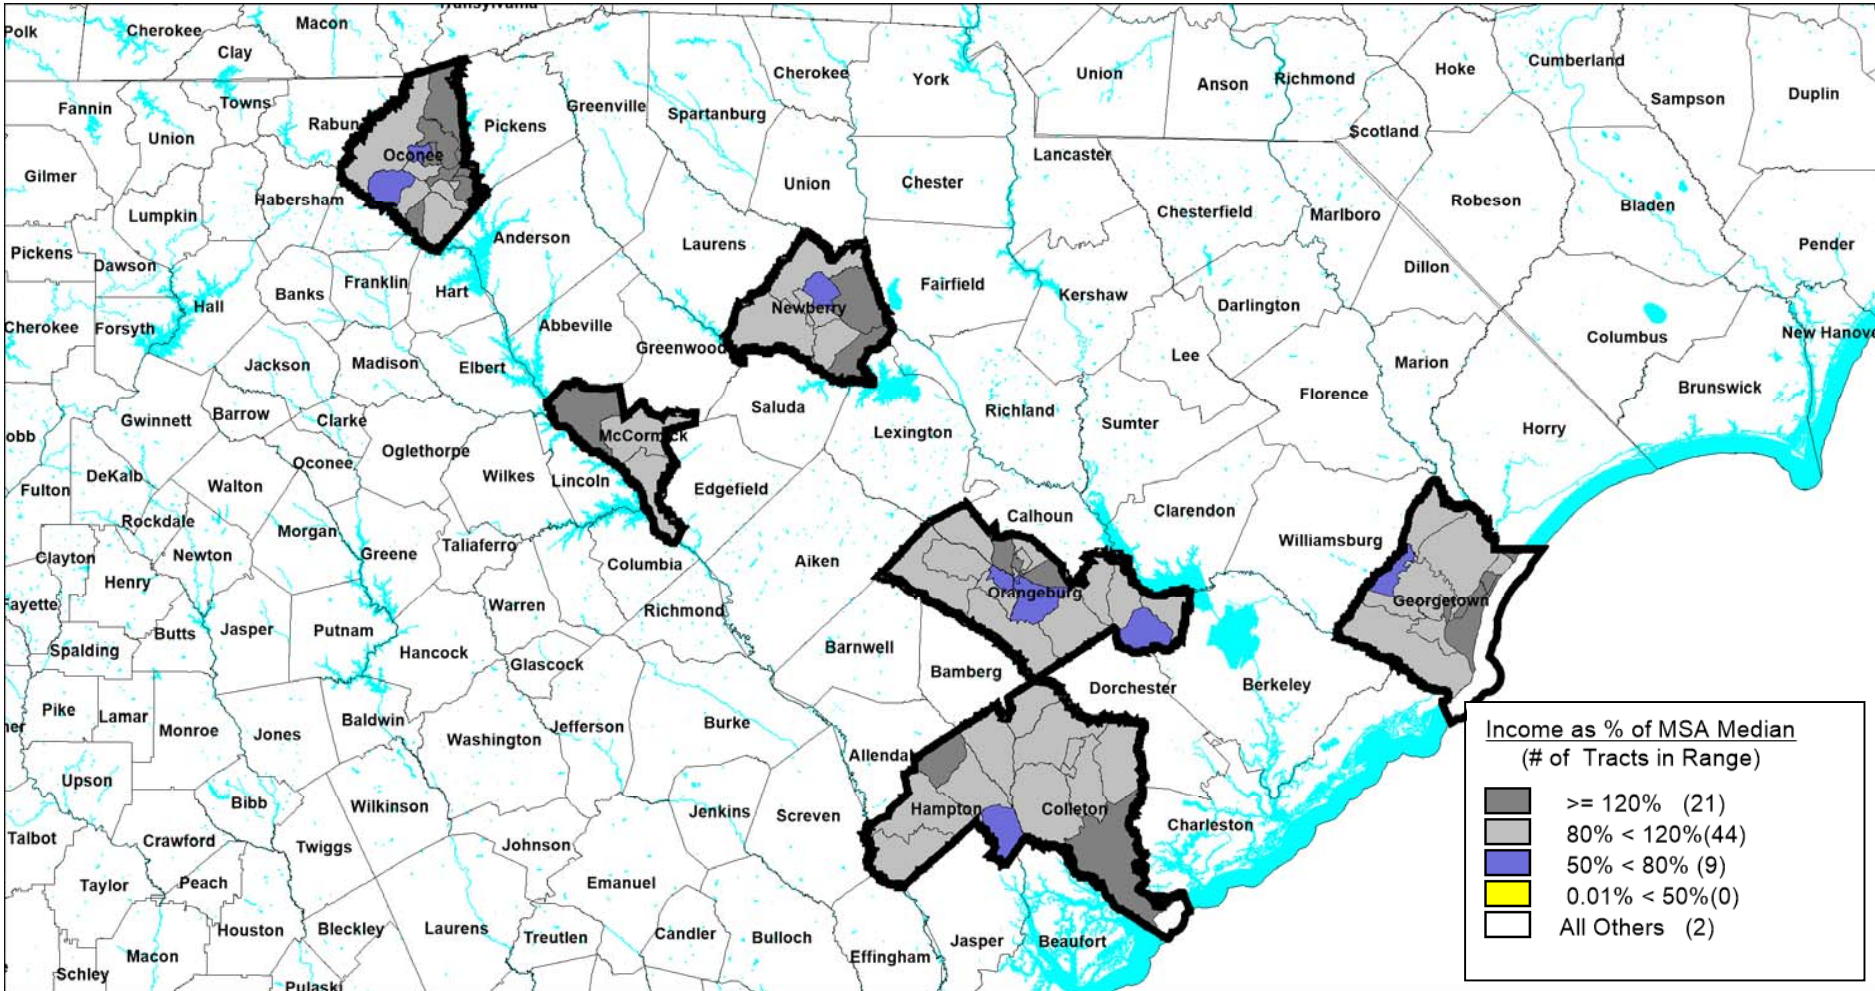 Transylvania
Macon
Polk
Cherokee
Clay
Cherokee
York
Union
Anson
Richmond
Hoke
Cumberland
Sampson
Duplin
Fannin
Towns
Union
Rabun
Pickens
Greenville
Spartanburg
Scotland
Oconee
Lancaster
Gilmer
Habersham
Union
Chester
Chesterfield
Marlboro
Robeson
Bladen
Lumpkin
Anderson
Laurens
Pender
Pickens
Dawson
Dillon
Franklin
Hart
Banks
Hall
Fairfield
Kershaw
Darlington
Newberry
Cherokee
Forsyth
Abbeville
Greenwood
Columbus
New Hanove
Jackson
Madison
Elbert
Lee
Marion
Brunswick
Barrow
Gwinnett
Clarke
Saluda
Richland
Florence
Sumter
Horry
obb
McCormick
Lexington
Oglethorpe
Oconee
DeKalb
Wilkes
Lincoln
Fulton
Walton
Edgefield
Rockdale
Morgan
Calhoun
Clarendon
Williamsburg
Clayton
Newton
Greene
Taliaferro
Columbia
Aiken
Henry
Orangeburg
Georgetown
Fayette
Warren
Richmond
Butts
Jasper
Putnam
Hancock
Spalding
Glascock
Barnwell
Bamberg
Dorchester
Berkeley
Pike
Lamar
Monroe
Jones
Baldwin
Washington
Jefferson
Burke
Allendal
Upson
Bibb
Wilkinson
Jenkins
Screven
Hampton
Colleton
Charleston
Talbot
Crawford
Twiggs
Johnson
Taylor
Peach
Emanuel
Houston
Bleckley
Laurens
Treutlen
Candler
Bulloch
Jasper
Beaufort
Macon
Effingham
Schley
Pulaski
Income as % of MSA Median
(# of Tracts in Range)
>= 120% (21)
80% < 120%(44)
50% < 80% (9)
0.01% < 50%(0)
All Others (2)